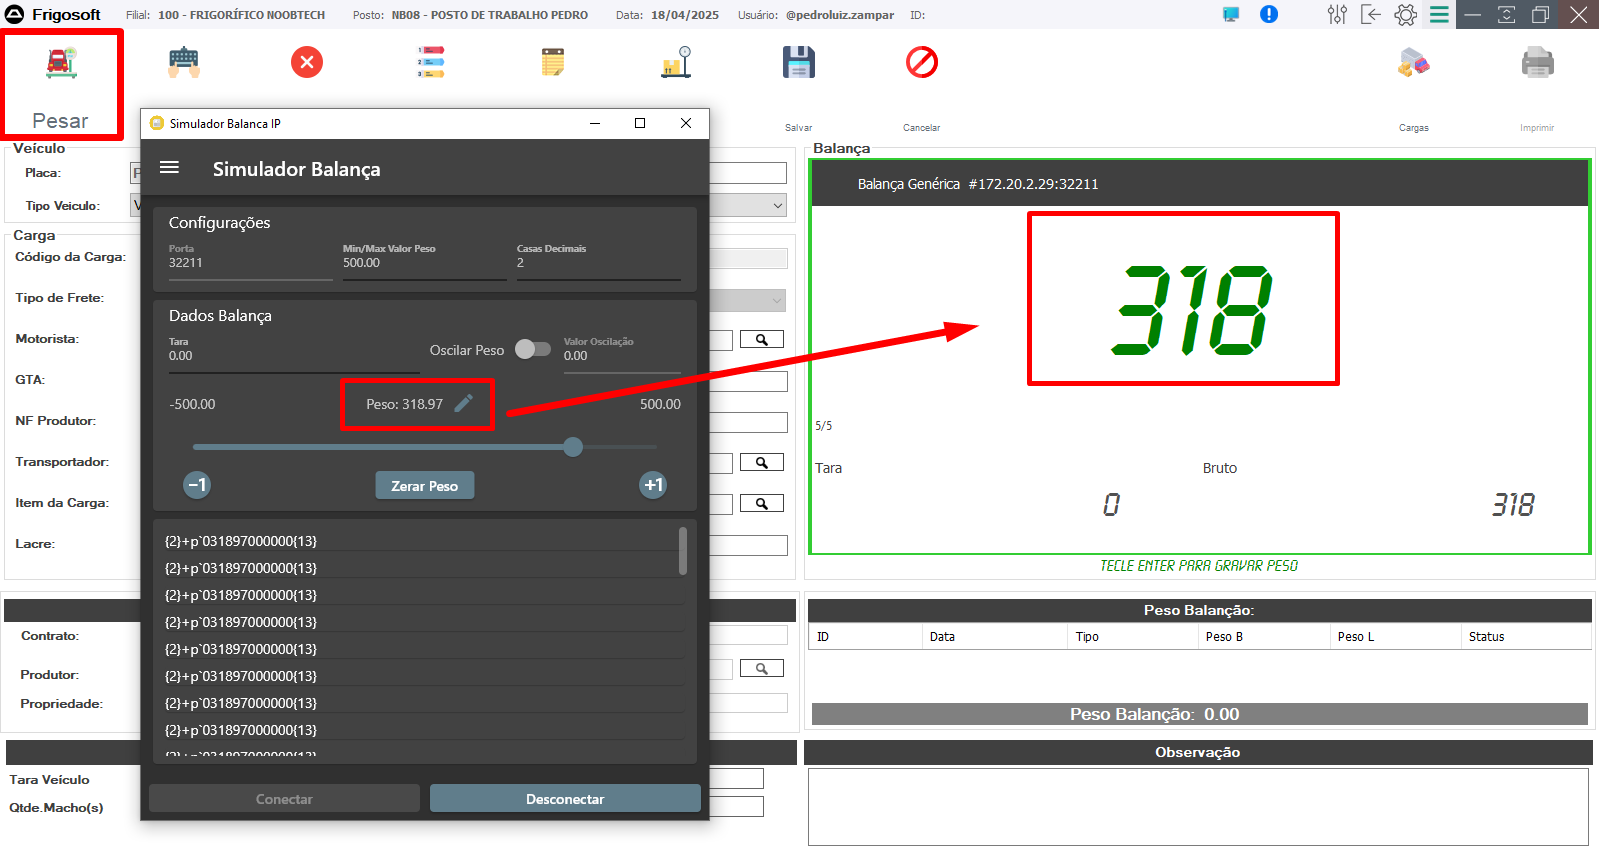 Frigosoft Filial: 100 - FRIGORÍFICO NOOBTECH Posto: NB08 - POSTO DE TRABALHO PEDRO Data: 18/04/2025 Usuário: @pedroluiz.zampar ID:
Pesar
Salvar
Cancelar
Cargas
Imprimir
Veículo
Placa:
Tipo Veiculo:
Carga
Código da Carga:
Tipo de Frete:
Motorista:
GTA:
NF Produtor:
Transportador:
Item da Carga:
Lacre:
Contrato:
Produtor:
Propriedade:
Tara Veículo
Qtde.Macho(s)
Simulador Balanca IP
Simulador Balança
Configurações
Porta Min/Max Valor Peso Casas Decimais
32211 500.00 2
Dados Balança
Tara
0.00
Oscilar Peso
Valor Oscilação
0.00
-500.00 Peso: 318.97 500.00
-1 Zerar Peso +1
{2}+p`031897000000{13}
{2}+p`031897000000{13}
{2}+p`031897000000{13}
{2}+p`031897000000{13}
{2}+p`031897000000{13}
{2}+p`031897000000{13}
{2}+p`031897000000{13}
{2}+p`031897000000{13}
{2}+p`031897000000{13}
Conectar Desconectar
Balança
Balança Genérica #172.20.2.29:32211
318
5/5
Tara Bruto
0 318
TECLE ENTER PARA GRAVAR PESO
Peso Balanção:
ID Data Tipo Peso B Peso L Status
Peso Balanção: 0.00
Observação